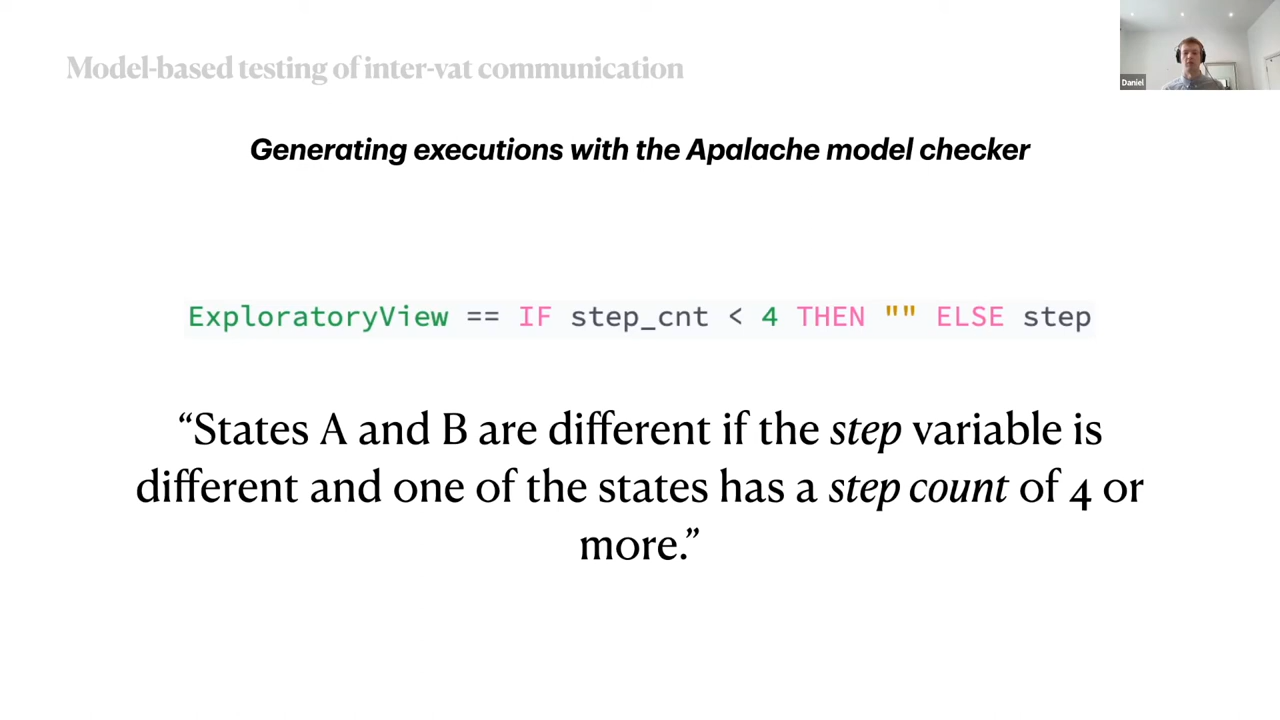 Model-based testing of inter-vat communication
Daniel
Generating executions with the Apalache model checker
ExploratoryView == IF step_cnt < 4 THEN "" ELSE step
“States A and B are different if the step variable is
different and one of the states has a step count of 4 or
more.”